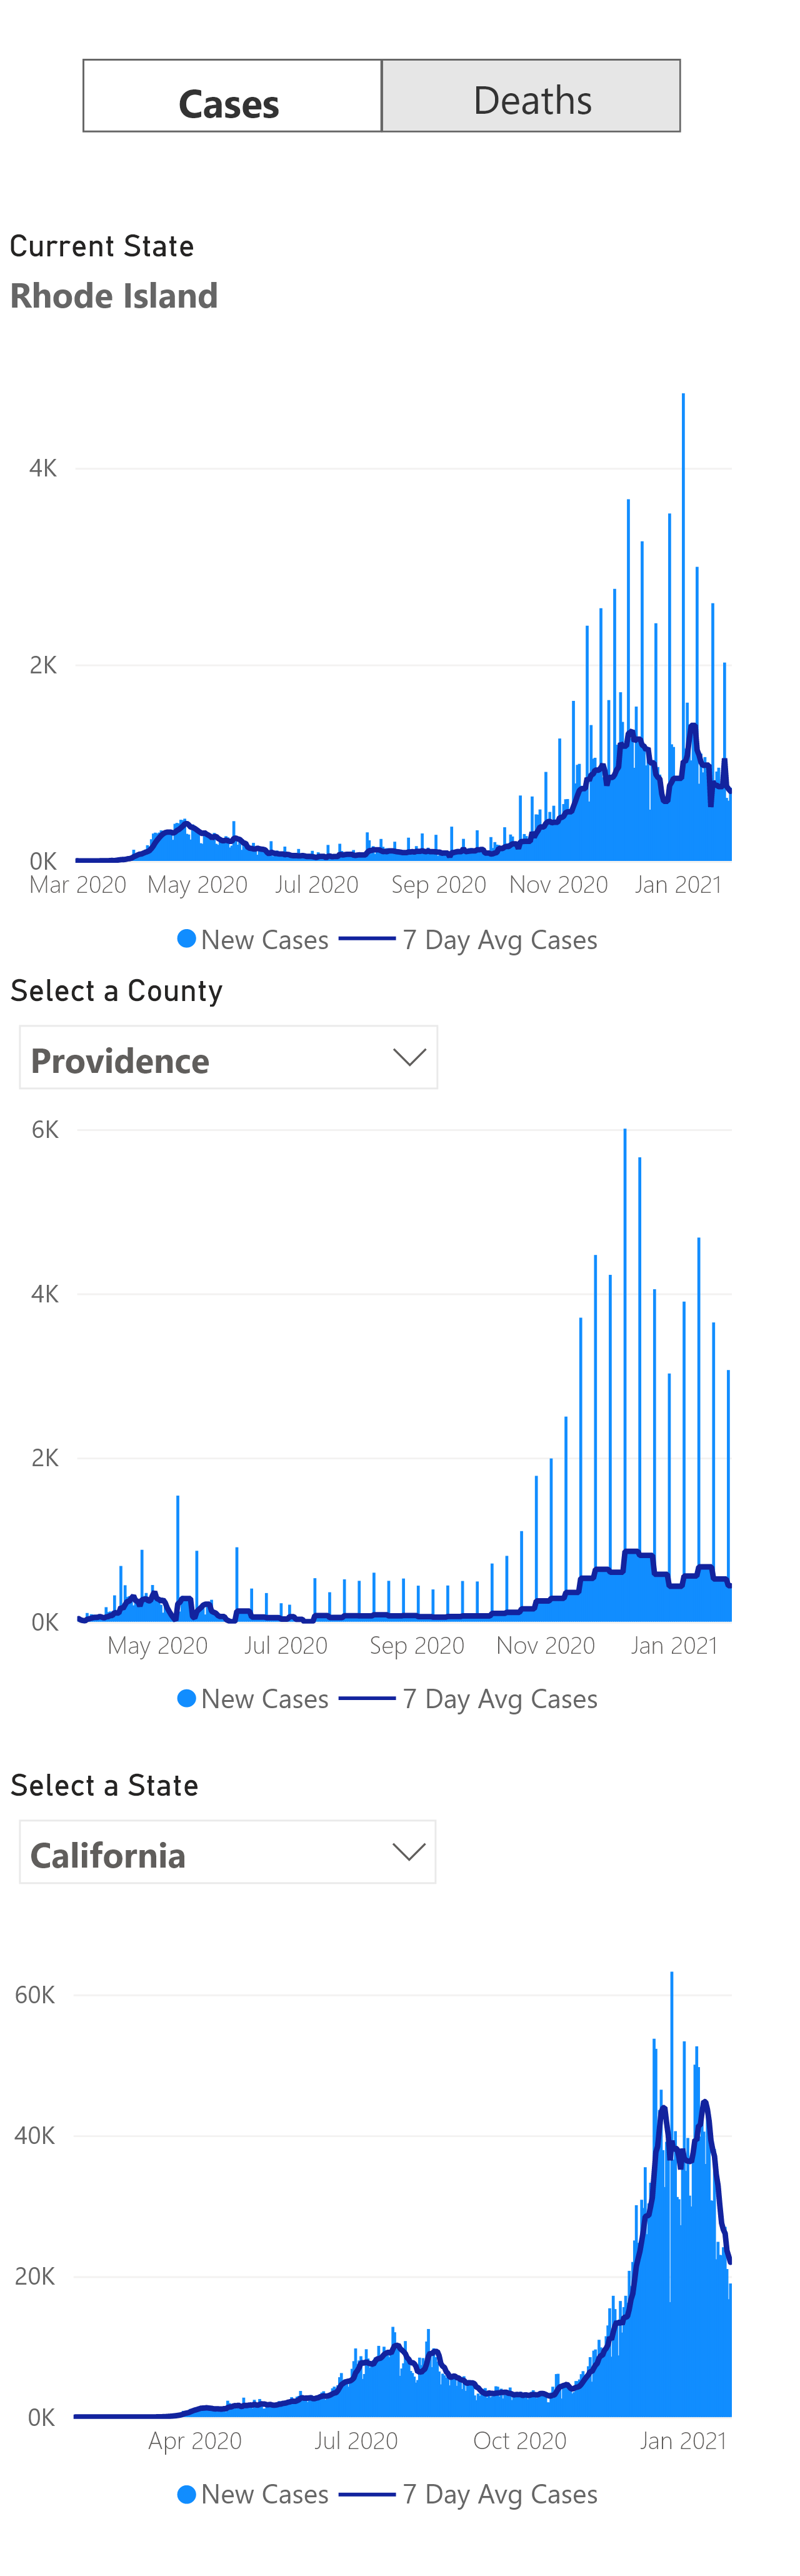 Cases Deaths
Current State
Rhode Island
4K
2K
0K
Mar 2020 May 2020 Jul 2020 Sep 2020 Nov 2020 Jan 2021
New Cases 7 Day Avg Cases
Select a County
Providence
6K
4K
2K
0K
May 2020 Jul 2020 Sep 2020 Nov 2020 Jan 2021
New Cases 7 Day Avg Cases
Select a State
California
60K
40K
20K
0K
Apr 2020 Jul 2020 Oct 2020 Jan 2021
New Cases 7 Day Avg Cases